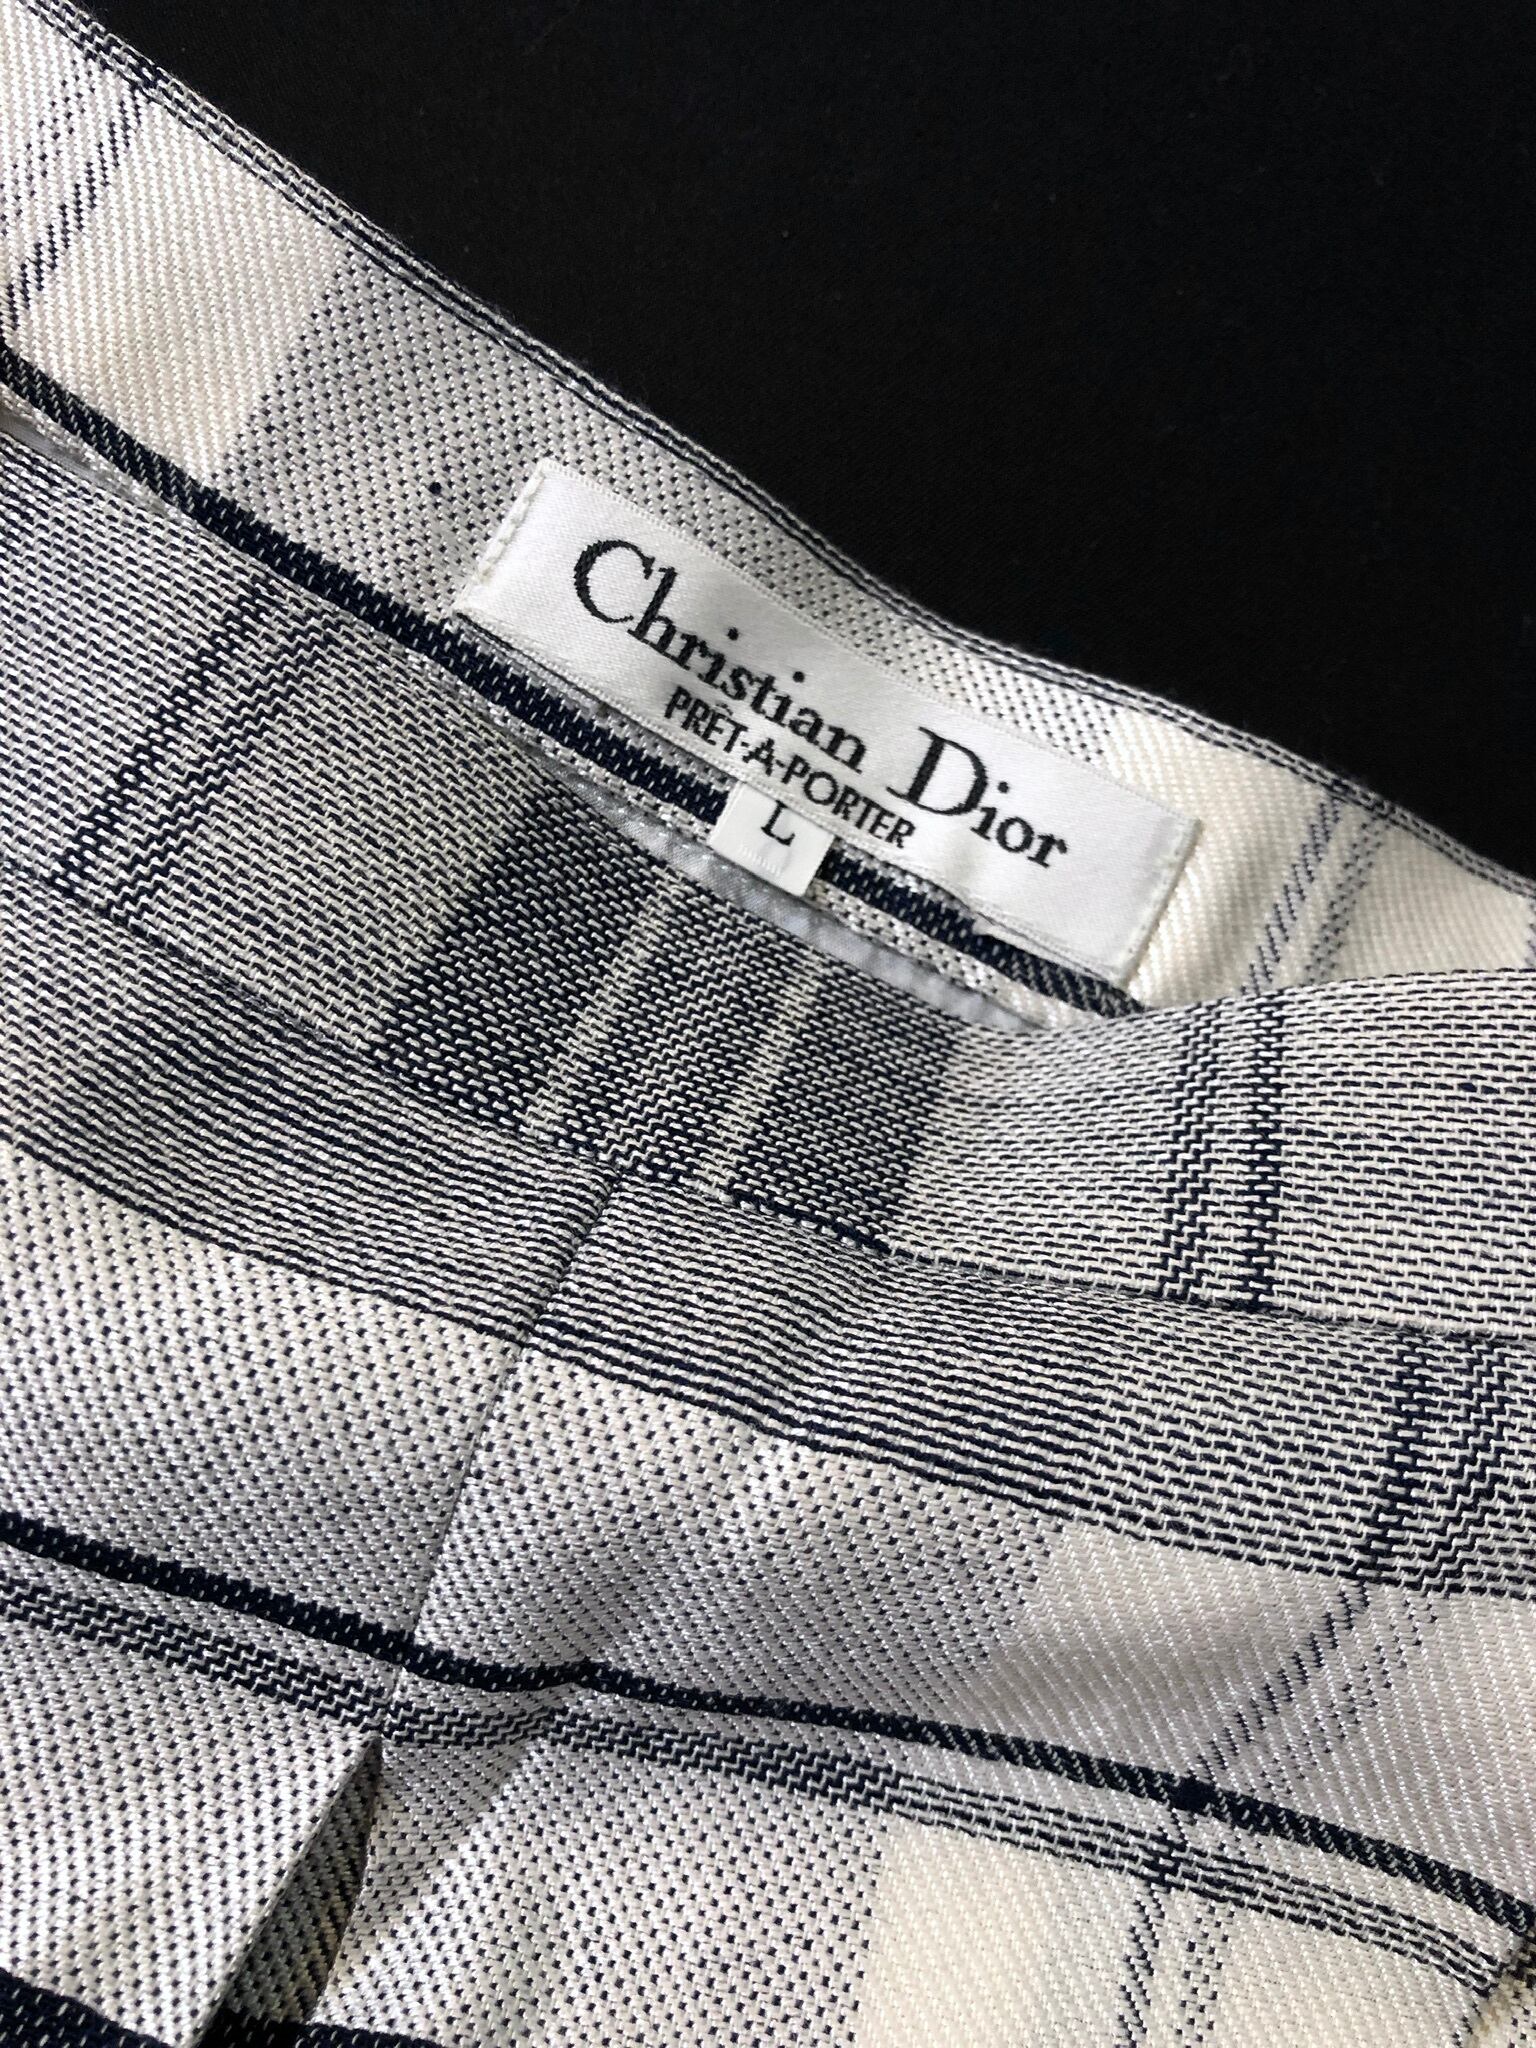 Christian Dior
PRÊT-À-PORTER
L